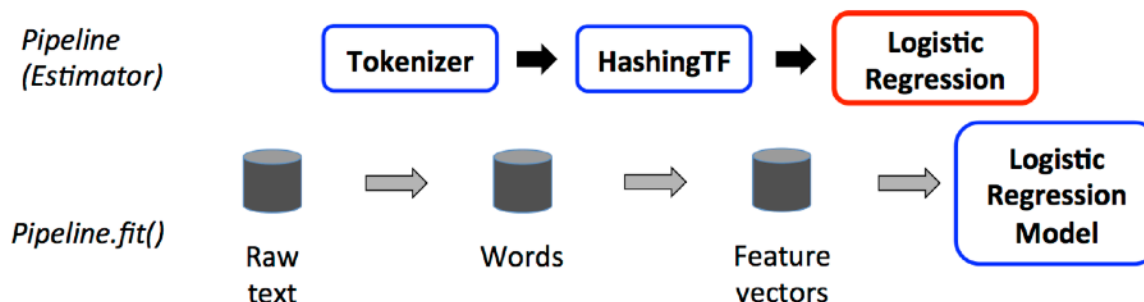 Pipeline
(Estimator)
Tokenizer
HashingTF
Logistic
Regression
Pipeline.fit()
Raw
text
Words
Feature
vectors
Logistic
Regression
Model